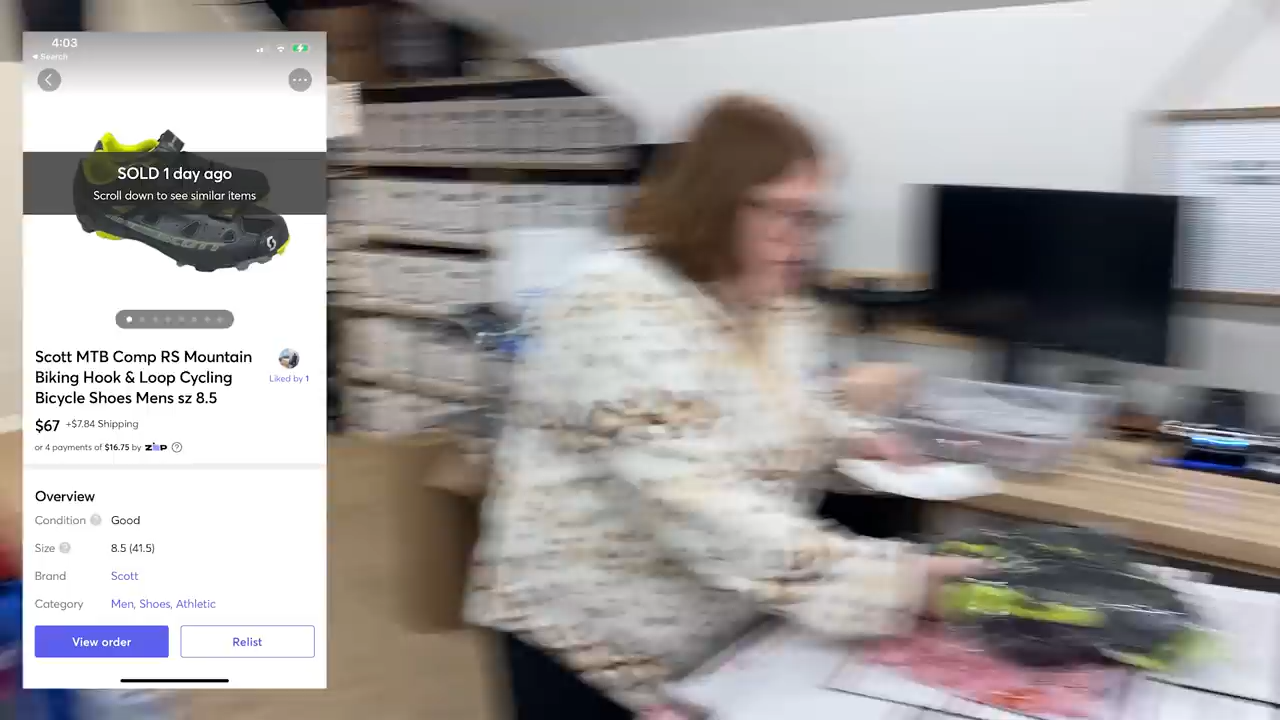 4:03
Search
SOLD 1 day ago
Scroll down to see similar items
Scott MTB Comp RS Mountain
Biking Hook & Loop Cycling
Bicycle Shoes Mens sz 8.5
Liked by 1
$67 +$7.84 Shipping
or 4 payments of $16.75 by ZIP ?
Overview
Condition ? Good
Size ? 8.5 (41.5)
Brand Scott
Category Men, Shoes, Athletic
View order Relist